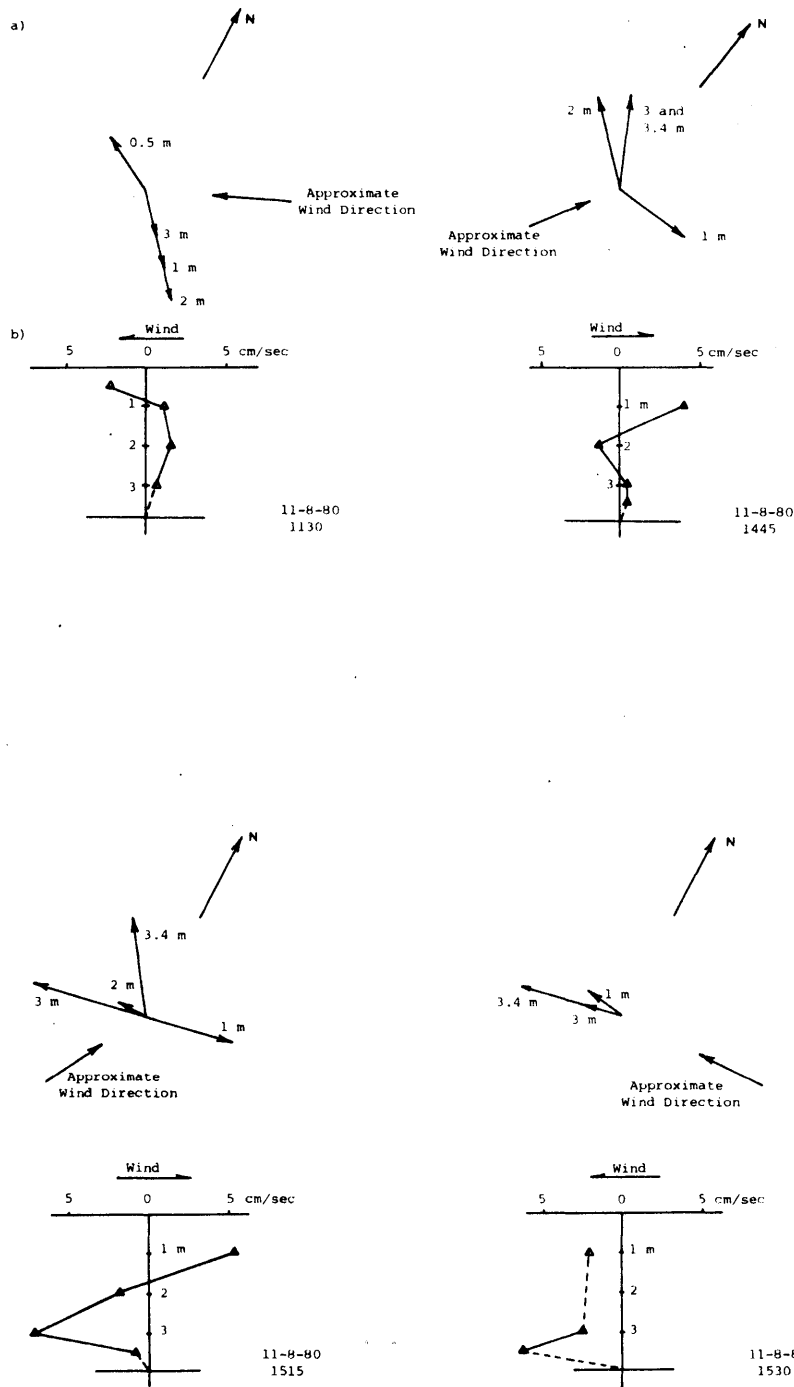 a)
N
0.5 m
3 m
1 m
2 m
Approximate
Wind Direction
N
2 m
3 and
3.4 m
1 m
Approximate
Wind Direction
b)
Wind
5 0 5 cm/sec
1
2
3
11-8-80
1130
Wind
5 0 5 cm/sec
1 m
2
3
11-8-80
1445
N
3.4 m
2 m
3 m
1 m
Approximate
Wind Direction
N
1 m
3.4 m
3 m
Approximate
Wind Direction
Wind
5 0 5 cm/sec
1 m
2
3
11-8-80
1515
Wind
5 0 5 cm/sec
1 m
2
3
11-8-8
1530